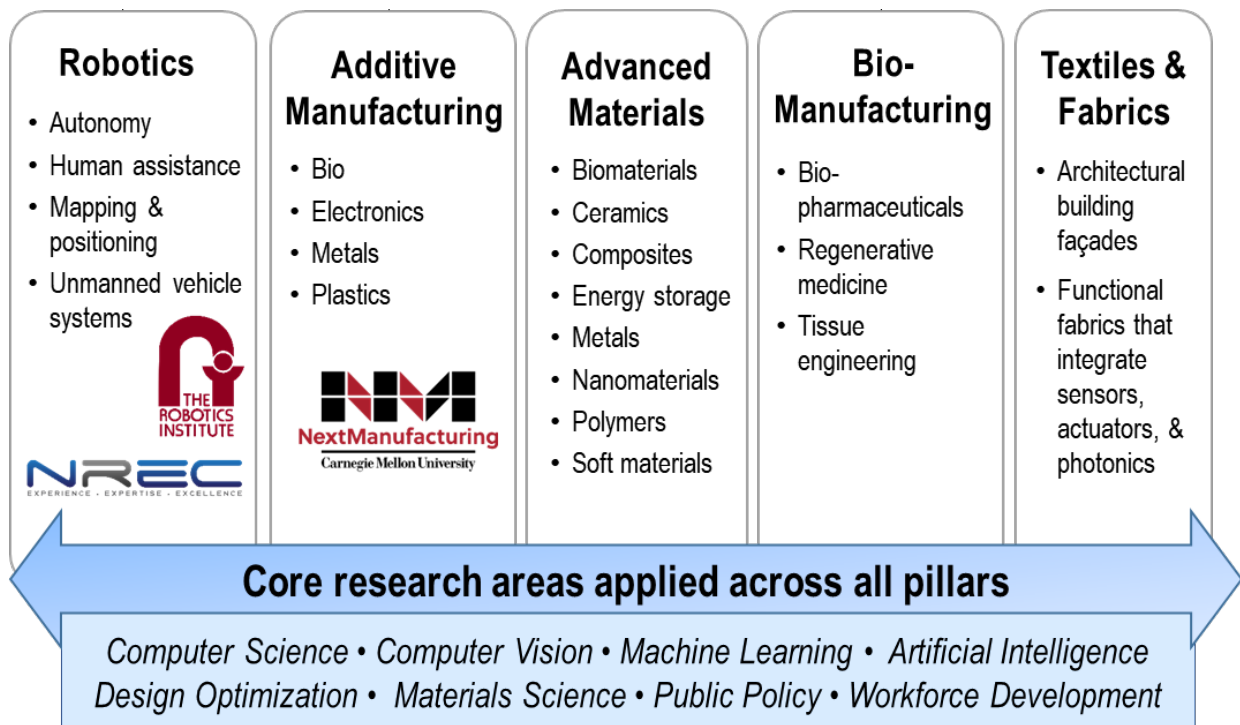 Robotics
• Autonomy
• Human assistance
• Mapping &
positioning
• Unmanned vehicle
systems
THE
ROBOTICS
INSTITUTE
NREC
EXPERIENCE • EXPERTISE • EXCELLENCE
Additive
Manufacturing
• Bio
• Electronics
• Metals
• Plastics
NM
NextManufacturing
Carnegie Mellon University
Advanced
Materials
• Biomaterials
• Ceramics
• Composites
• Energy storage
• Metals
• Nanomaterials
• Polymers
• Soft materials
Bio-
Manufacturing
• Bio-
pharmaceuticals
• Regenerative
medicine
• Tissue
engineering
Textiles &
Fabrics
• Architectural
building
façades
• Functional
fabrics that
integrate
sensors,
actuators, &
photonics
Core research areas applied across all pillars
Computer Science • Computer Vision • Machine Learning • Artificial Intelligence
Design Optimization • Materials Science • Public Policy • Workforce Development